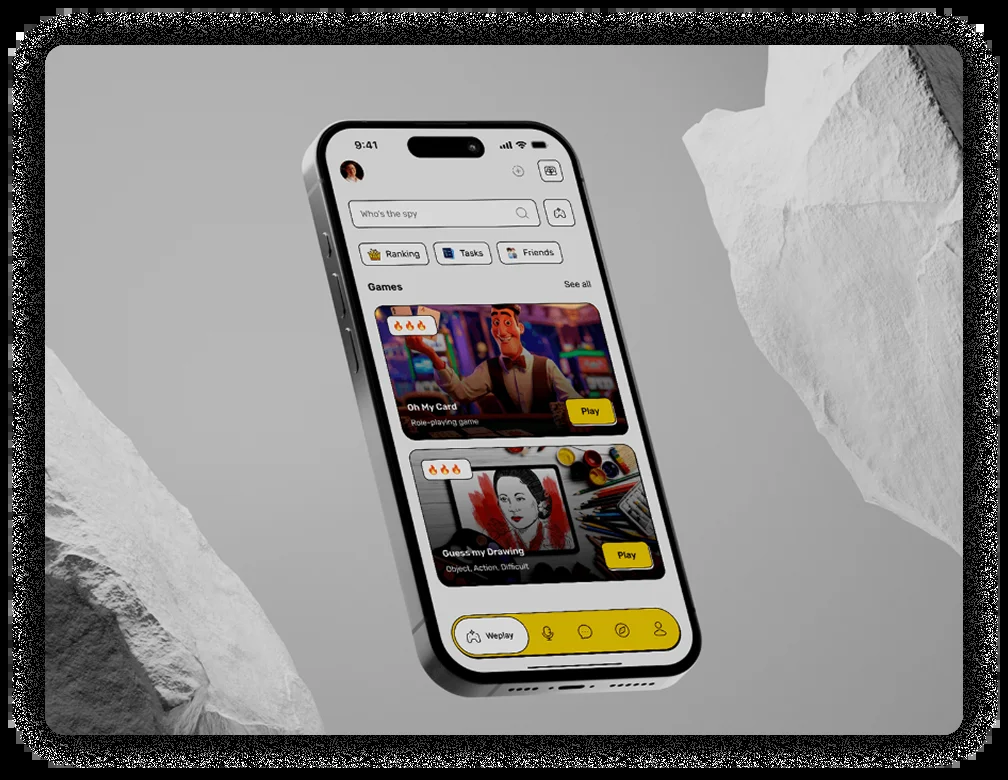 9:41
Who's the spy
Ranking
Tasks
Friends
Games
See all
Oh My Card
Role-playing game
Play
Guess my Drawing
Object, Action, Difficult
Play
Weplay